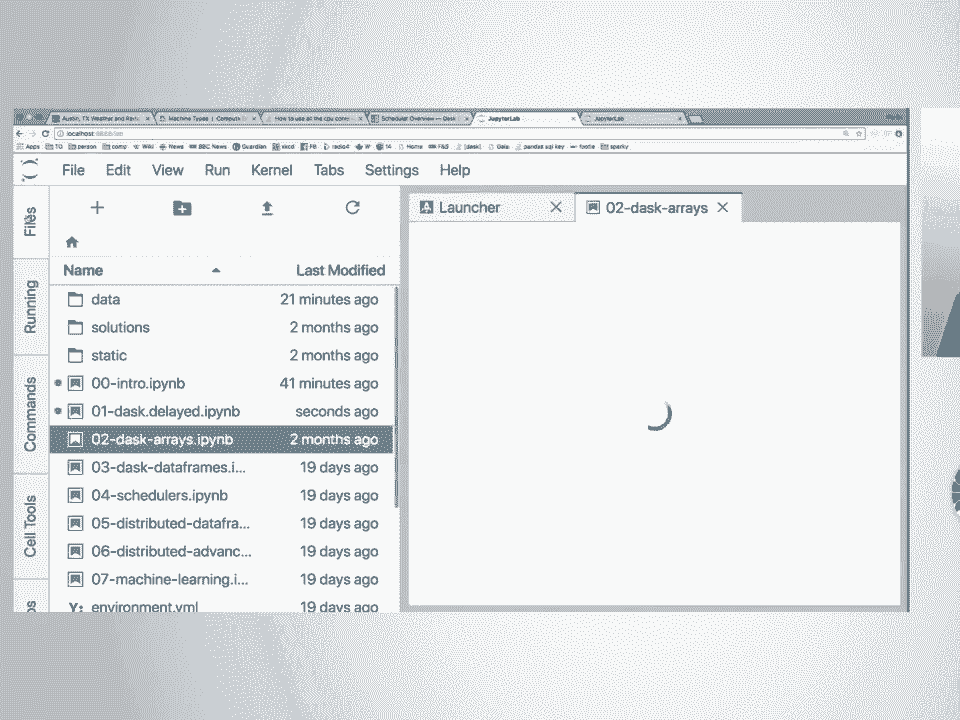 Austin, TX Weather and
Machine Types | Compute
How to use all the cpu
Scheduler Overview — Dask
JupyterLab
JupyterLab
localhost:8888/lab
Apps
TO
person
comp
W Wiki
News
BBC News
Guardian
xkcd
FB
radio4
W
14
Home
F&S
[dask]
Gala
pandas sql key
footie
sparky
File Edit View Run Kernel Tabs Settings Help
Files
Running
Commands
Cell Tools
Name Last Modified
data 21 minutes ago
solutions 2 months ago
static 2 months ago
00-intro.ipynb 41 minutes ago
01-dask.delayed.ipynb seconds ago
02-dask-arrays.ipynb 2 months ago
03-dask-dataframes.i... 19 days ago
04-schedulers.ipynb 19 days ago
05-distributed-datafra... 19 days ago
06-distributed-advanc... 19 days ago
07-machine-learning.i... 19 days ago
Y: environment.yml 19 days ago
Launcher
02-dask-arrays